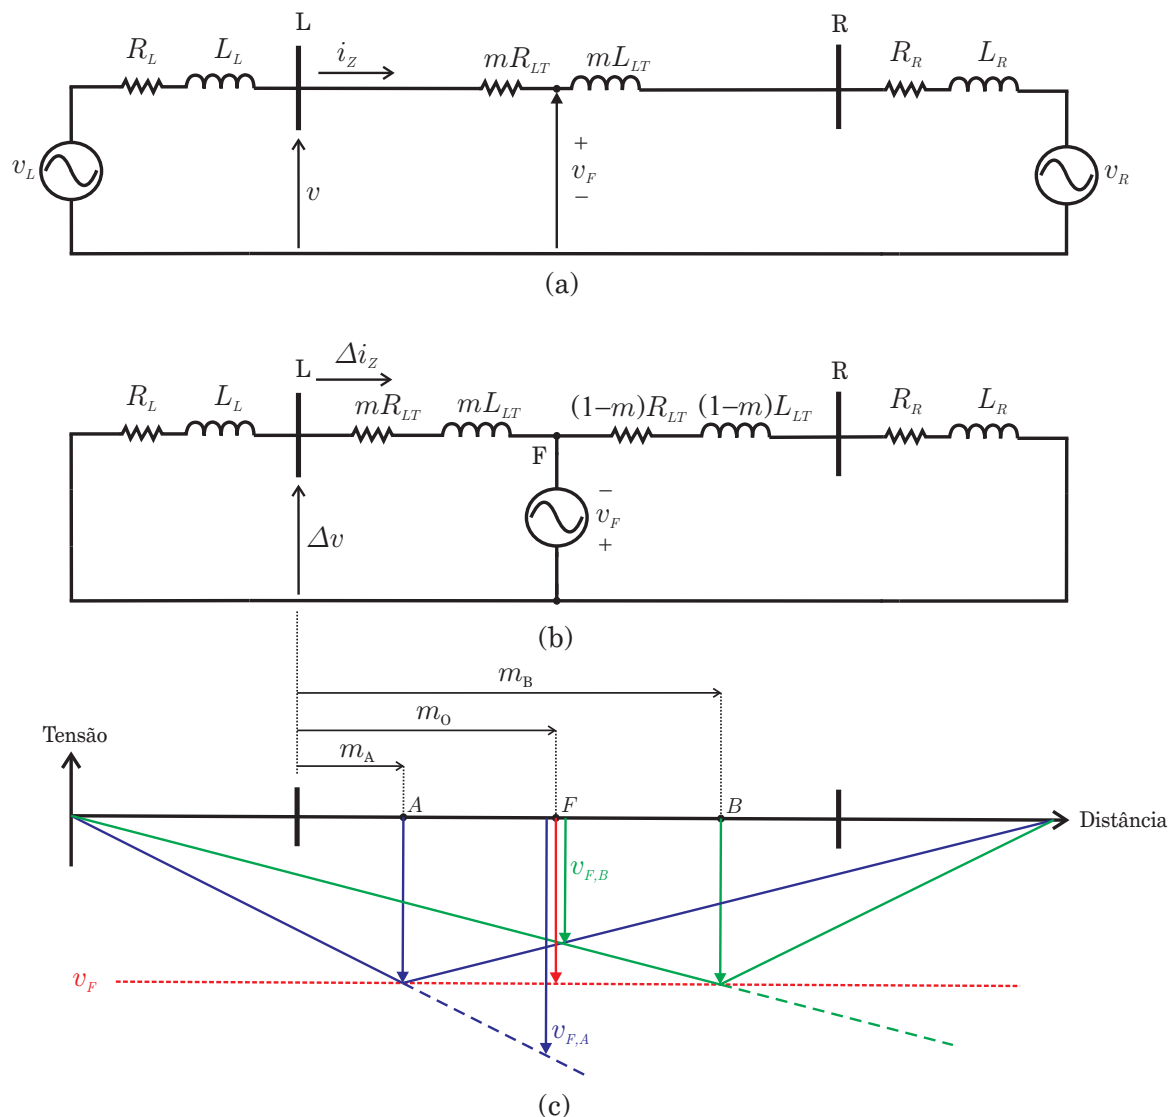 L
R
R_L
L_L
i_Z
mR_LT
mL_LT
R_R
L_R
v_L
v
+
v_F
−
v_R
(a)
L
Δi_Z
R
R_L
L_L
mR_LT
mL_LT
(1−m)R_LT
(1−m)L_LT
R_R
L_R
F
−
v_F
+
Δv
(b)
m_B
m_O
m_A
Tensão
A
F
B
Distância
v_F,B
v_F
v_F,A
(c)